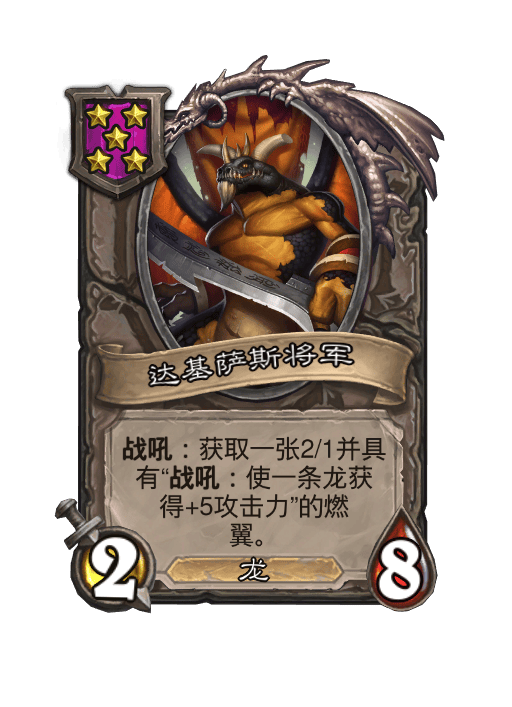 达基萨斯将军
战吼：获取一张2/1并具
有“战吼：使一条龙获
得+5攻击力”的燃
翼。
2
龙
8